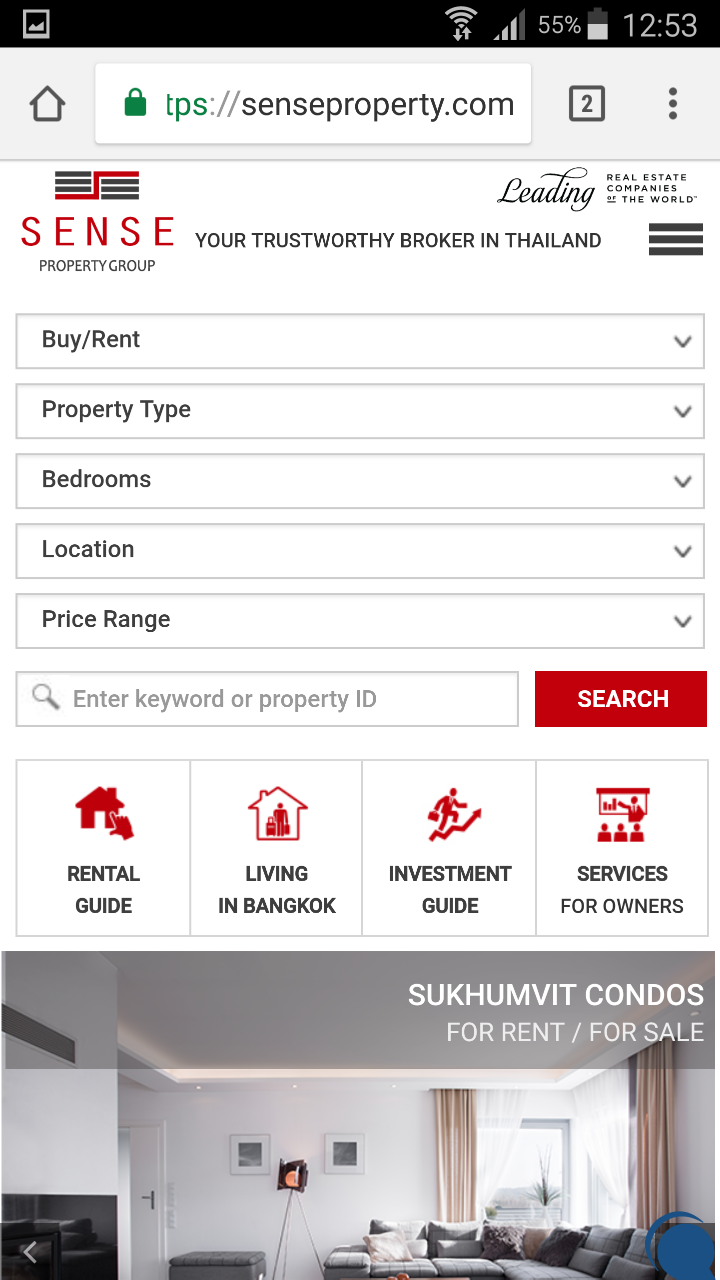 55% 12:53
tps://senseproperty.com
2
Leading REAL ESTATE
COMPANIES
OF THE WORLD™
SENSE
PROPERTY GROUP
YOUR TRUSTWORTHY BROKER IN THAILAND
Buy/Rent
Property Type
Bedrooms
Location
Price Range
Enter keyword or property ID
SEARCH
RENTAL
GUIDE
LIVING
IN BANGKOK
INVESTMENT
GUIDE
SERVICES
FOR OWNERS
SUKHUMVIT CONDOS
FOR RENT / FOR SALE